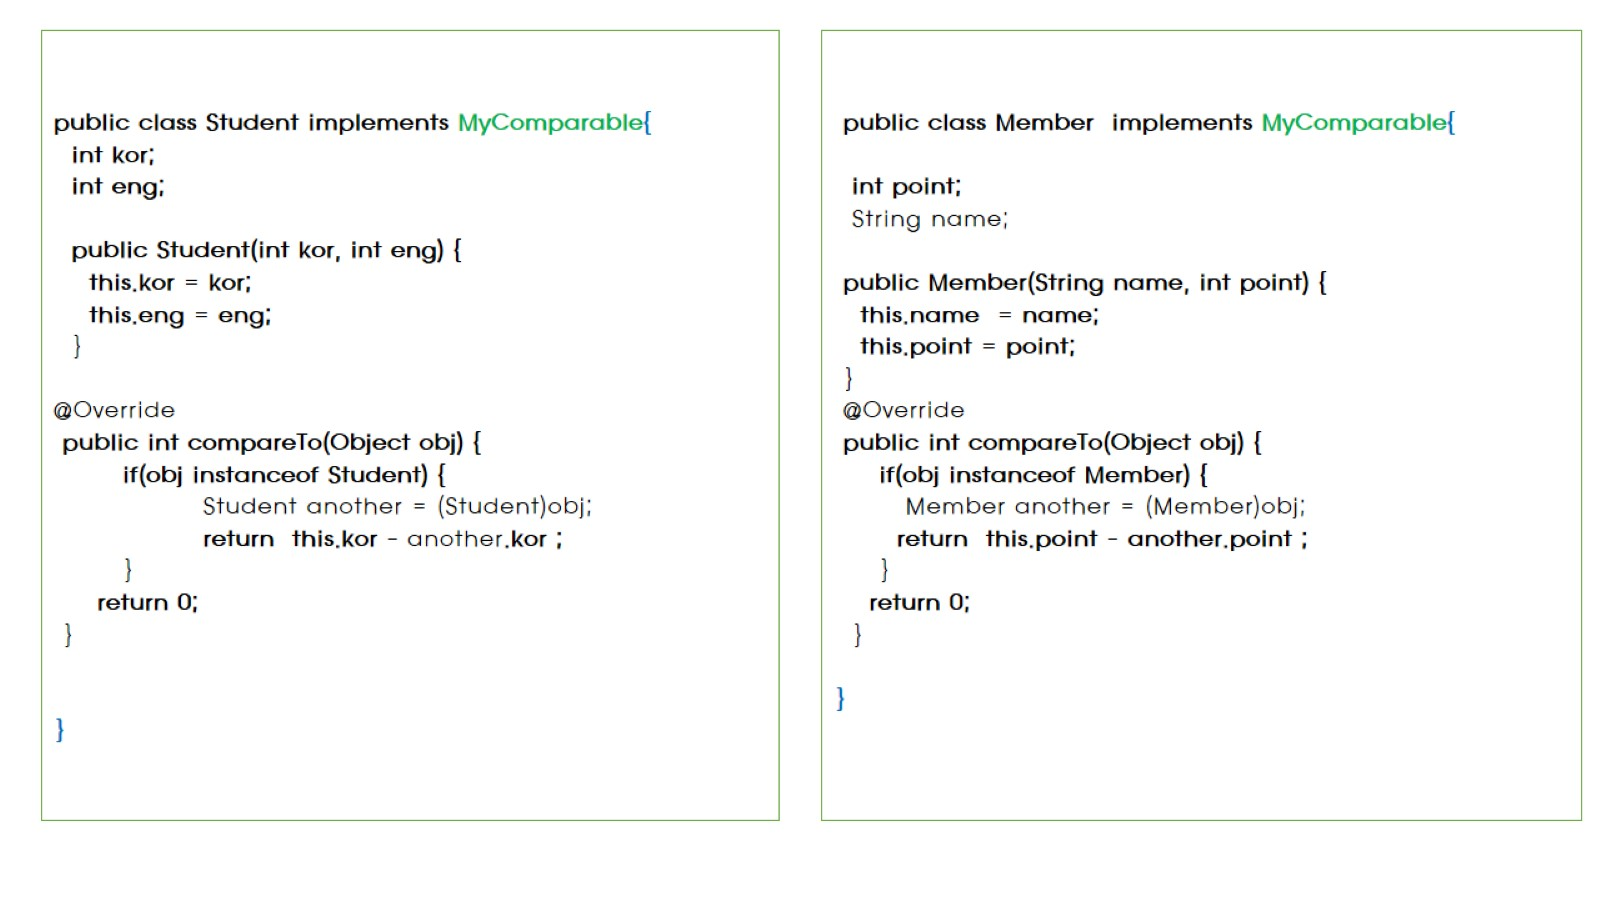 public class Student implements MyComparable{
int kor;
int eng;
public Student(int kor, int eng) {
this.kor = kor;
this.eng = eng;
}
@Override
public int compareTo(Object obj) {
if(obj instanceof Student) {
Student another = (Student)obj;
return  this.kor - another.kor ;
}
return 0;
}
}
public class Member  implements MyComparable{
int point;
String name;
public Member(String name, int point) {
this.name  = name;
this.point = point;
}
@Override
public int compareTo(Object obj) {
if(obj instanceof Member) {
Member another = (Member)obj;
return  this.point - another.point ;
}
return 0;
}
}